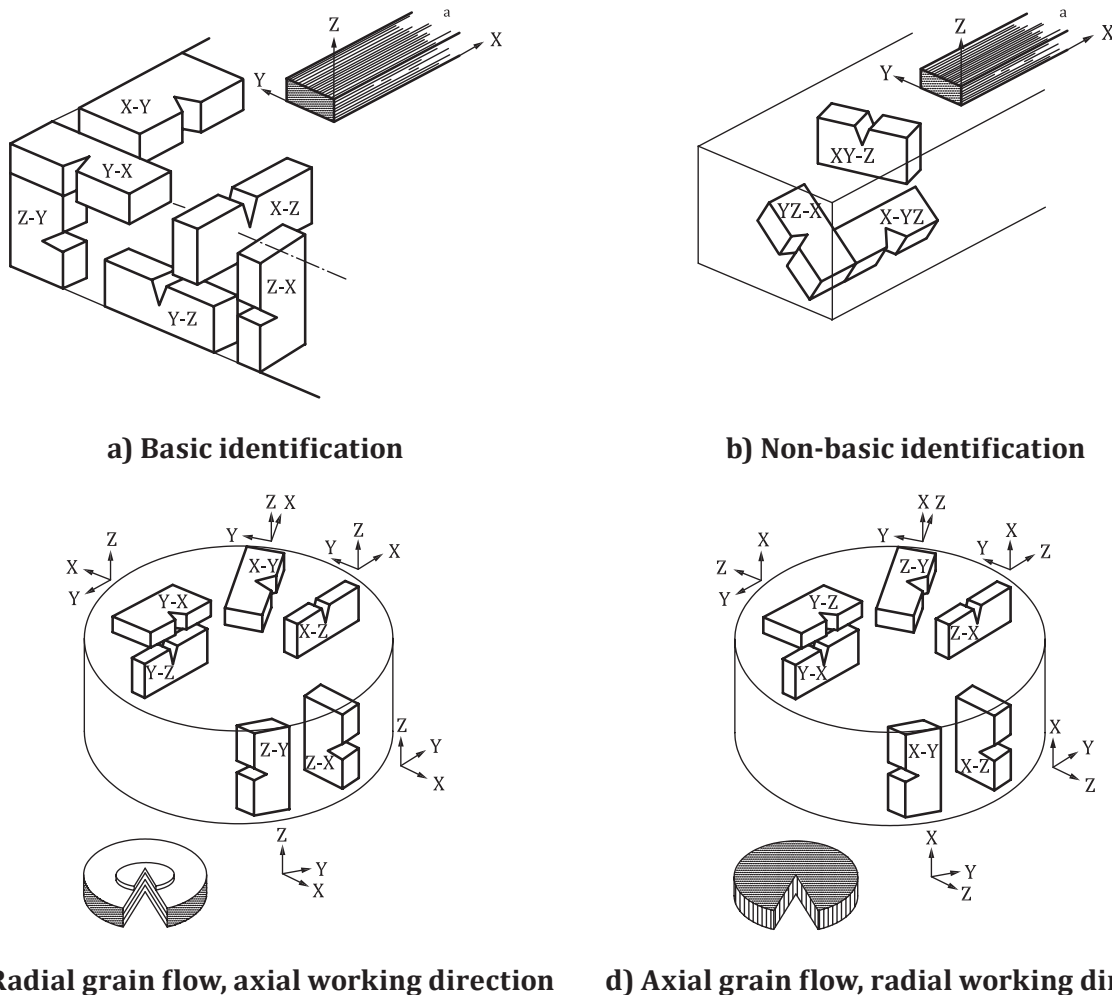 Z
a
X
Y
X-Y
Y-X
Z-Y
X-Z
Z-X
Y-Z
a) Basic identification
Z
a
X
Y
XY-Z
YZ-X
X-YZ
b) Non-basic identification
Z X
Y
Z
Y X
Z
X
Y
X-Y
Y-X
X-Z
Y-Z
Z-Y
Z-X
Z
Y
X
Z
Y
X
Radial grain flow, axial working direction
X Z
Y
X
Y Z
X
Z
Y
Z-Y
Y-Z
Z-X
Y-X
X-Y
X-Z
X
Y
Z
X
Y
Z
d) Axial grain flow, radial working